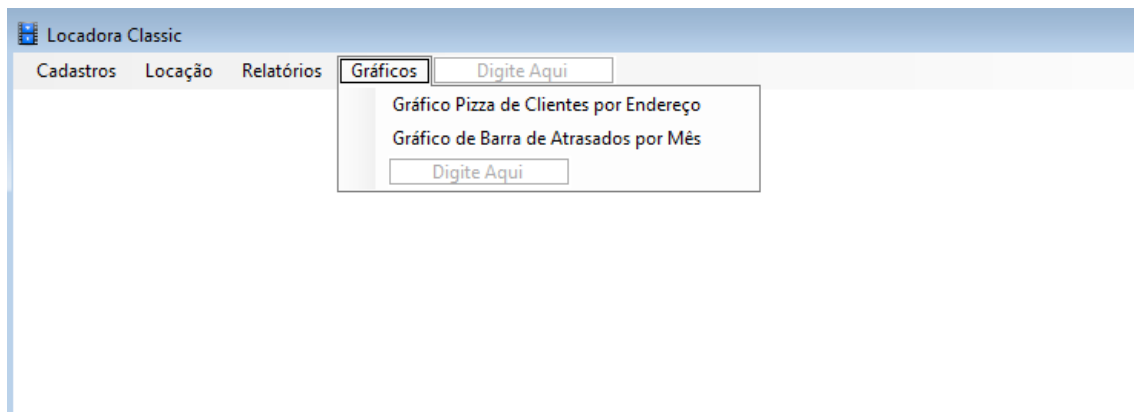 Locadora Classic
Cadastros Locação Relatórios Gráficos Digite Aqui
Gráfico Pizza de Clientes por Endereço
Gráfico de Barra de Atrasados por Mês
Digite Aqui